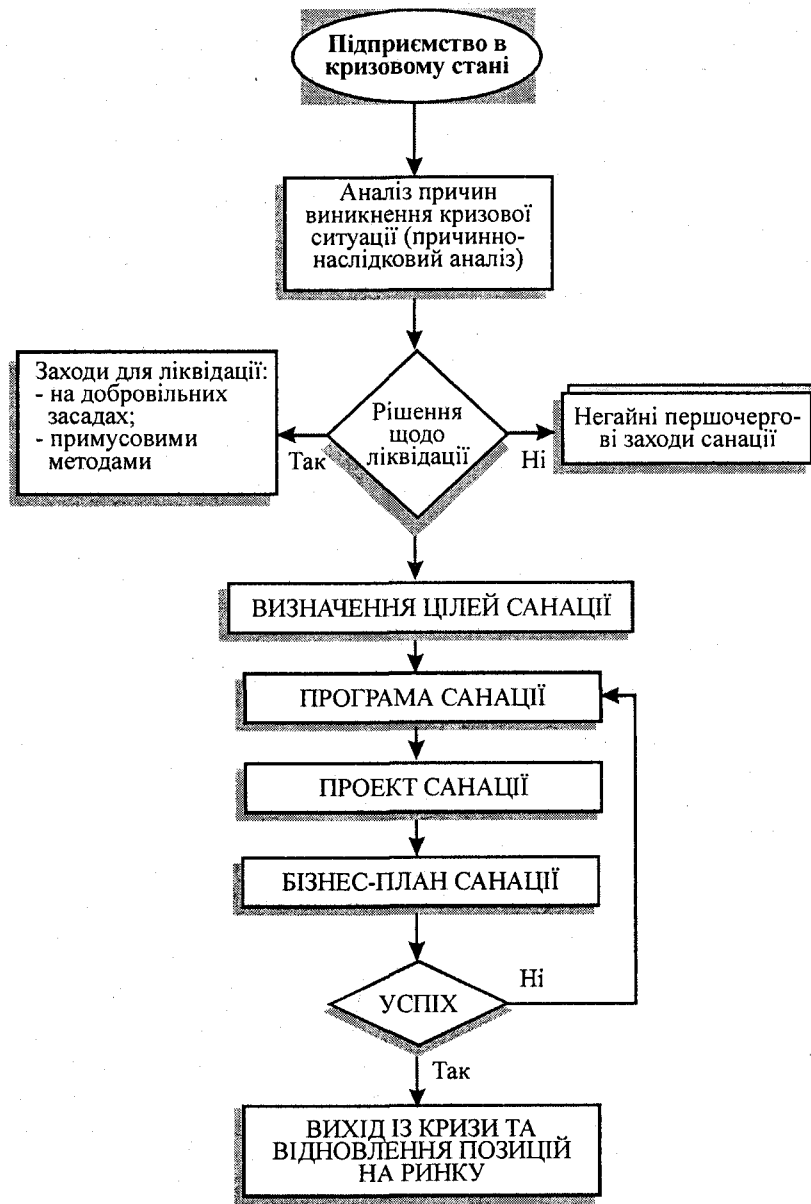 Підприємство в
кризовому стані
Аналіз причин
виникнення кризової
ситуації (причинно-
наслідковий аналіз)
Заходи для ліквідації:
- на добровільних
засадах;
- примусовими
методами
Так
Рішення
щодо
ліквідації
Ні
Негайні першочерго-
ві заходи санації
ВИЗНАЧЕННЯ ЦІЛЕЙ САНАЦІЇ
ПРОГРАМА САНАЦІЇ
ПРОЕКТ САНАЦІЇ
БІЗНЕС-ПЛАН САНАЦІЇ
УСПІХ
Ні
Так
ВИХІД ІЗ КРИЗИ ТА
ВІДНОВЛЕННЯ ПОЗИЦІЙ
НА РИНКУ